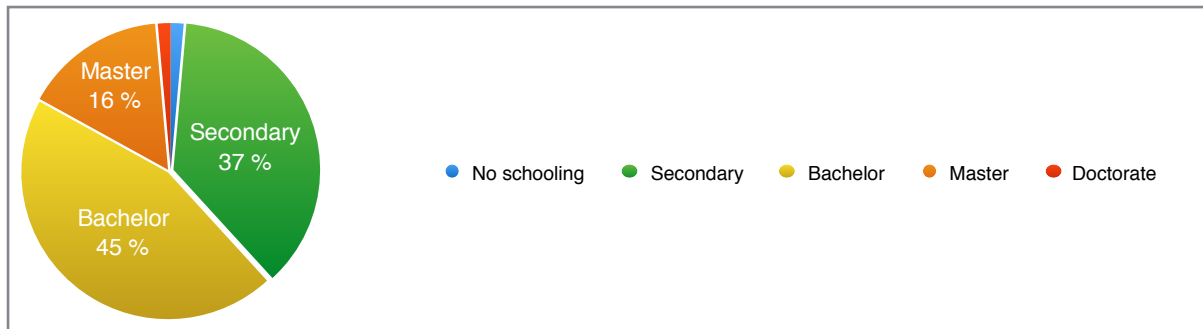 Master
16 %
Secondary
37 %
Bachelor
45 %
No schooling
Secondary
Bachelor
Master
Doctorate